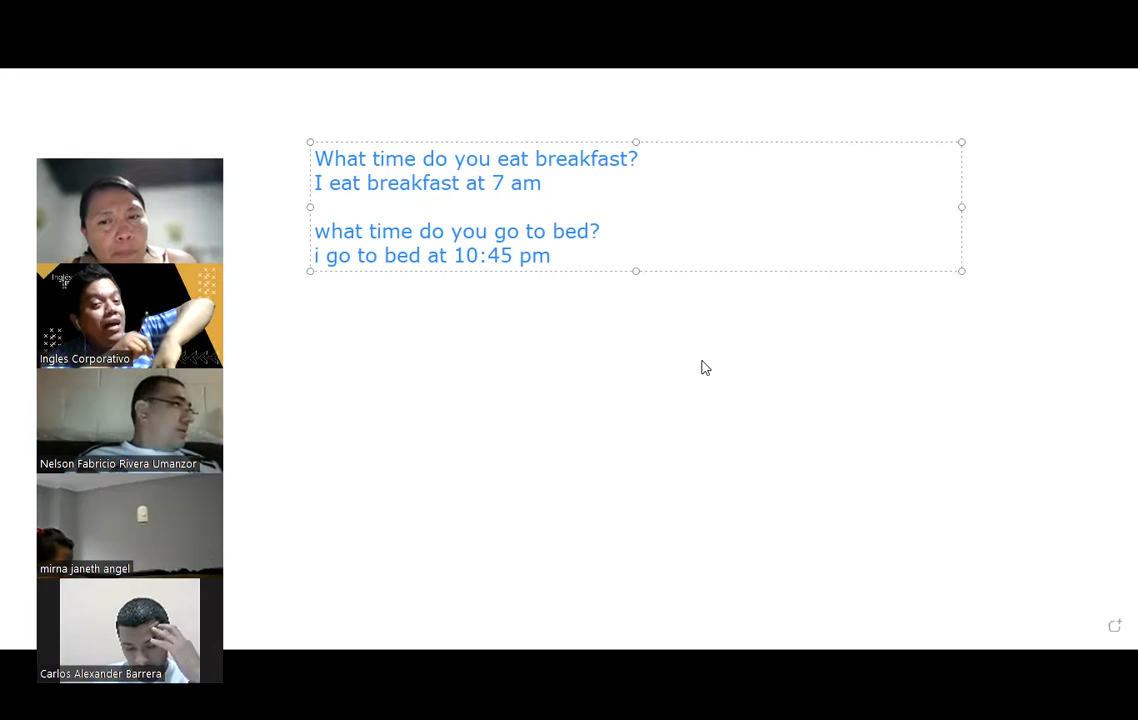 What time do you eat breakfast?
I eat breakfast at 7 am
what time do you go to bed?
i go to bed at 10:45 pm
Inglés
Ingles Corporativo
Nelson Fabricio Rivera Umanzor
mirna janeth angel
Carlos Alexander Barrera